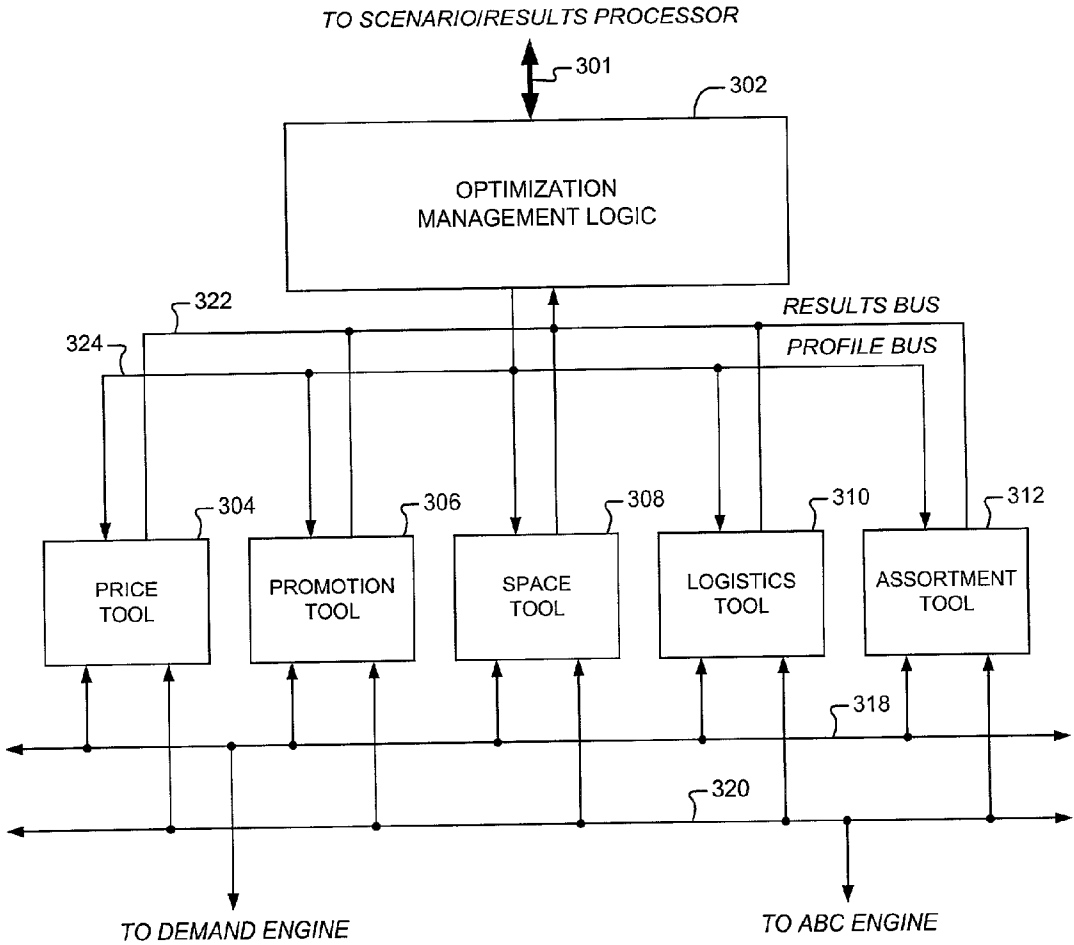 TO SCENARIO/RESULTS PROCESSOR
301
302
OPTIMIZATION
MANAGEMENT LOGIC
322
RESULTS BUS
324
PROFILE BUS
304
306
308
310
312
PRICE
TOOL
PROMOTION
TOOL
SPACE
TOOL
LOGISTICS
TOOL
ASSORTMENT
TOOL
318
320
TO DEMAND ENGINE
TO ABC ENGINE